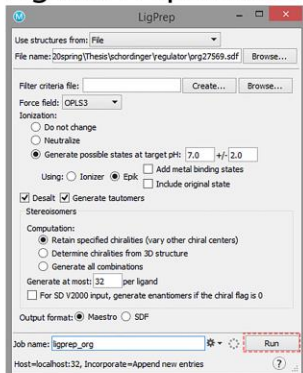 LigPrep
Use structures from: File
File name: 20spring\Thesis\schordinger\regulator\org27569.sdf Browse...
Filter criteria file: Create... Browse...
Force field: OPLS3
Ionization:
Do not change
Neutralize
Generate possible states at target pH: 7.0 +/- 2.0
Add metal binding states
Using: Ionizer Epik
Include original state
Desalt Generate tautomers
Stereoisomers
Computation:
Retain specified chiralities (vary other chiral centers)
Determine chiralities from 3D structure
Generate all combinations
Generate at most: 32 per ligand
For SD V2000 input, generate enantiomers if the chiral flag is 0
Output format: Maestro SDF
Job name: ligprep_org Run
Host=localhost:32, Incorporate=Append new entries ?